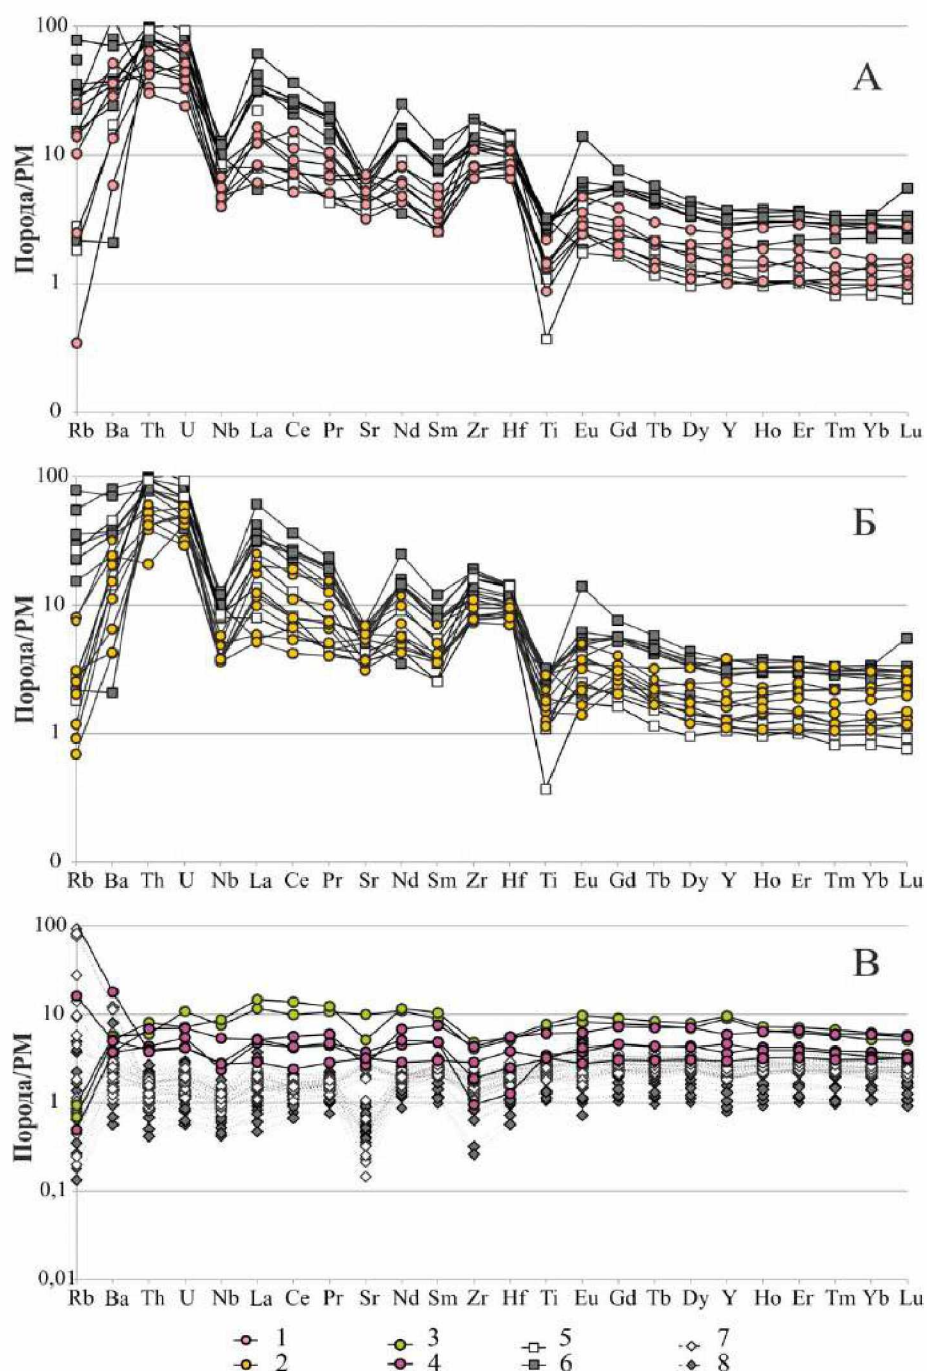 100
А
10
Порода/РМ
1
0
Rb Ba Th U Nb La Ce Pr Sr Nd Sm Zr Hf Ti Eu Gd Tb Dy Y Ho Er Tm Yb Lu
100
Б
10
Порода/РМ
1
0
Rb Ba Th U Nb La Ce Pr Sr Nd Sm Zr Hf Ti Eu Gd Tb Dy Y Ho Er Tm Yb Lu
100
В
10
Порода/РМ
1
0,1
0,01
Rb Ba Th U Nb La Ce Pr Sr Nd Sm Zr Hf Ti Eu Gd Tb Dy Y Ho Er Tm Yb Lu
1 3 5 7
2 4 6 8